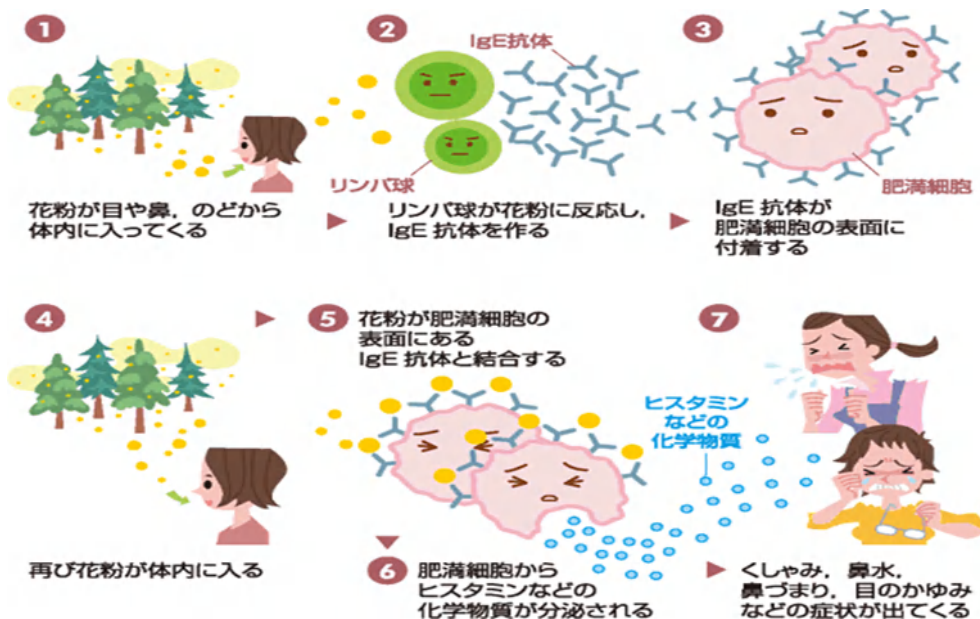 1
花粉が目や鼻，のどから
体内に入ってくる
2
IgE抗体
リンパ球
リンパ球が花粉に反応し，
IgE 抗体を作る
3
肥満細胞
IgE 抗体が
肥満細胞の表面に
付着する
4
再び花粉が体内に入る
5
花粉が肥満細胞の
表面にある
IgE 抗体と結合する
ヒスタミン
などの
化学物質
6
肥満細胞から
ヒスタミンなどの
化学物質が分泌される
7
くしゃみ，鼻水，
鼻づまり，目のかゆみ
などの症状が出てくる